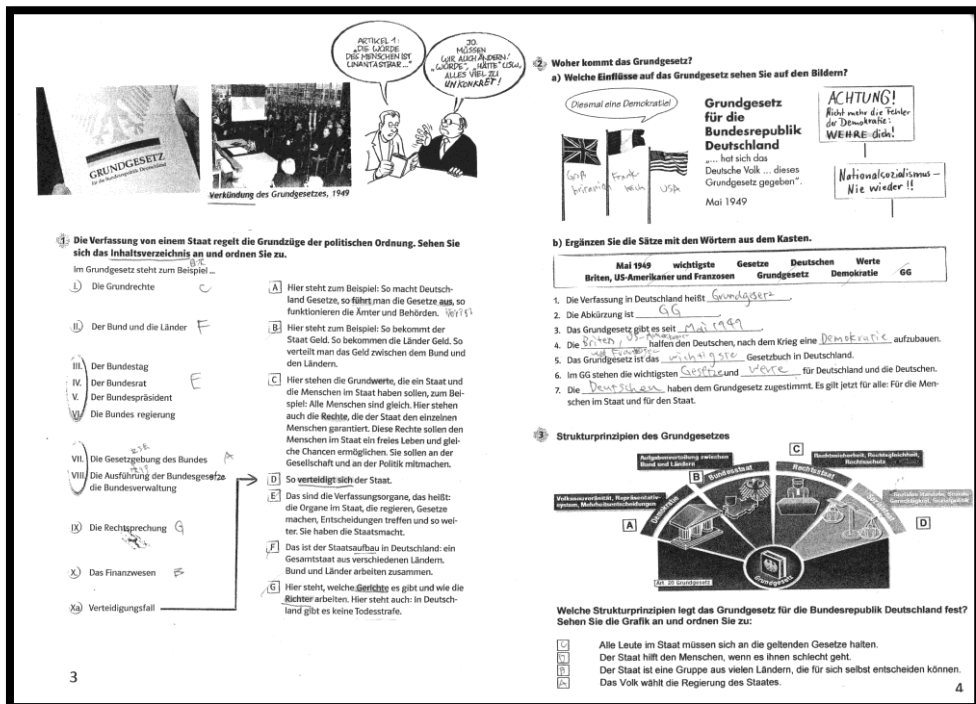 ARTIKEL 1:
"DIE WÜRDE
DES MENSCHEN IST
UNANTASTBAR..."
JO.
MÜSSEN
WIR AUCH ÄNDERN!
"WÜRDE", "HÄTTE" USW.,
ALLES VIEL ZU
UNKONKRET!
GRUNDGESETZ
für die Bundesrepublik Deutschland
Verkündung des Grundgesetzes, 1949
1 Die Verfassung von einem Staat regelt die Grundzüge der politischen Ordnung. Sehen Sie
sich das Inhaltsverzeichnis an und ordnen Sie zu.
Im Grundgesetz steht zum Beispiel ...
I.) Die Grundrechte C
II.) Der Bund und die Länder F
III. Der Bundestag
IV. Der Bundesrat E
V. Der Bundespräsident
VI. Die Bundes regierung
VII. Die Gesetzgebung des Bundes A
VIII. Die Ausführung der Bundesgesetze
die Bundesverwaltung
IX) Die Rechtsprechung G
X.) Das Finanzwesen B
Xa) Verteidigungsfall
A Hier steht zum Beispiel: So macht Deutsch-
land Gesetze, so führt man die Gesetze aus, so
funktionieren die Ämter und Behörden.
B Hier steht zum Beispiel: So bekommt der
Staat Geld. So bekommen die Länder Geld. So
verteilt man das Geld zwischen dem Bund und
den Ländern.
C Hier stehen die Grundwerte, die ein Staat und
die Menschen im Staat haben sollen, zum Bei-
spiel: Alle Menschen sind gleich. Hier stehen
auch die Rechte, die der Staat den einzelnen
Menschen garantiert. Diese Rechte sollen den
Menschen im Staat ein freies Leben und glei-
che Chancen ermöglichen. Sie sollen an der
Gesellschaft und an der Politik mitmachen.
D So verteidigt sich der Staat.
E Das sind die Verfassungsorgane, das heißt:
die Organe im Staat, die regieren, Gesetze
machen, Entscheidungen treffen und so wei-
ter. Sie haben die Staatsmacht.
F Das ist der Staatsaufbau in Deutschland: ein
Gesamtstaat aus verschiedenen Ländern.
Bund und Länder arbeiten zusammen.
G Hier steht, welche Gerichte es gibt und wie die
Richter arbeiten. Hier steht auch: in Deutsch-
land gibt es keine Todesstrafe.
3
2 Woher kommt das Grundgesetz?
a) Welche Einflüsse auf das Grundgesetz sehen Sie auf den Bildern?
Diesmal eine Demokratie!
Groß
britanien
Frank
reich
USA
Grundgesetz
für die
Bundesrepublik
Deutschland
"... hat sich das
Deutsche Volk ... dieses
Grundgesetz gegeben".
Mai 1949
ACHTUNG!
Nicht mehr die Fehler
der Demokratie:
WEHRE dich!
Nationalsozialismus –
Nie wieder!!
b) Ergänzen Sie die Sätze mit den Wörtern aus dem Kasten.
Mai 1949 wichtigste Gesetze Deutschen Werte
Briten, US-Amerikaner und Franzosen Grundgesetz Demokratie GG
1. Die Verfassung in Deutschland heißt Grundgesetz.
2. Die Abkürzung ist GG.
3. Das Grundgesetz gibt es seit Mai 1949.
4. Die Briten, US-Amerikaner und Franzosen halfen den Deutschen, nach dem Krieg eine Demokratie aufzubauen.
5. Das Grundgesetz ist das wichtigste Gesetzbuch in Deutschland.
6. Im GG stehen die wichtigsten Gesetze und Werte für Deutschland und die Deutschen.
7. Die Deutschen haben dem Grundgesetz zugestimmt. Es gilt jetzt für alle: Für die Men-
schen im Staat und für den Staat.
3 Strukturprinzipien des Grundgesetzes
Volkssouveränität, Repräsentativ-
system, Mehrheitsentscheidungen
A
Demokratie
Aufgabenverteilung zwischen
Bund und Ländern
B
Bundesstaat
C
Rechtssicherheit, Rechtsgleichheit,
Rechtsschutz
Rechtsstaat
D
Grundgesetz
Art. 20 Grundgesetz
Welche Strukturprinzipien legt das Grundgesetz für die Bundesrepublik Deutschland fest?
Sehen Sie die Grafik an und ordnen Sie zu:
C Alle Leute im Staat müssen sich an die geltenden Gesetze halten.
D Der Staat hilft den Menschen, wenn es ihnen schlecht geht.
B Der Staat ist eine Gruppe aus vielen Ländern, die für sich selbst entscheiden können.
A Das Volk wählt die Regierung des Staates.
4